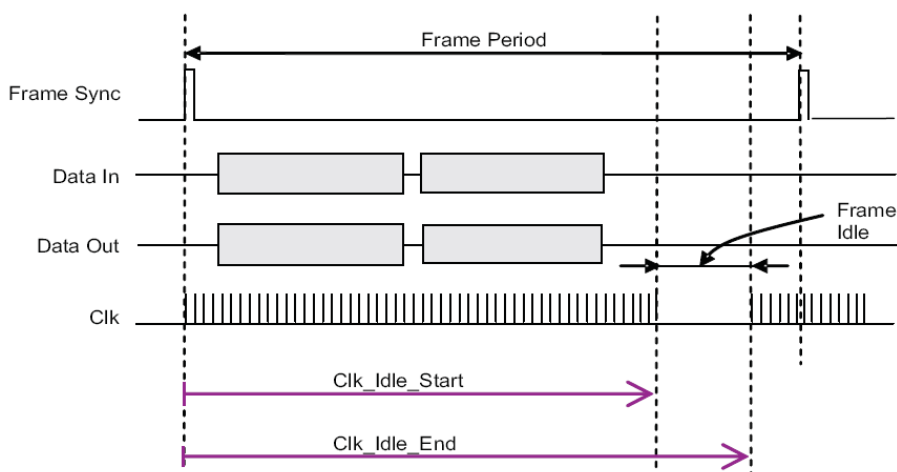 Frame Period
Frame Sync
Data In
Data Out
Frame
Idle
Clk
Clk_Idle_Start
Clk_Idle_End